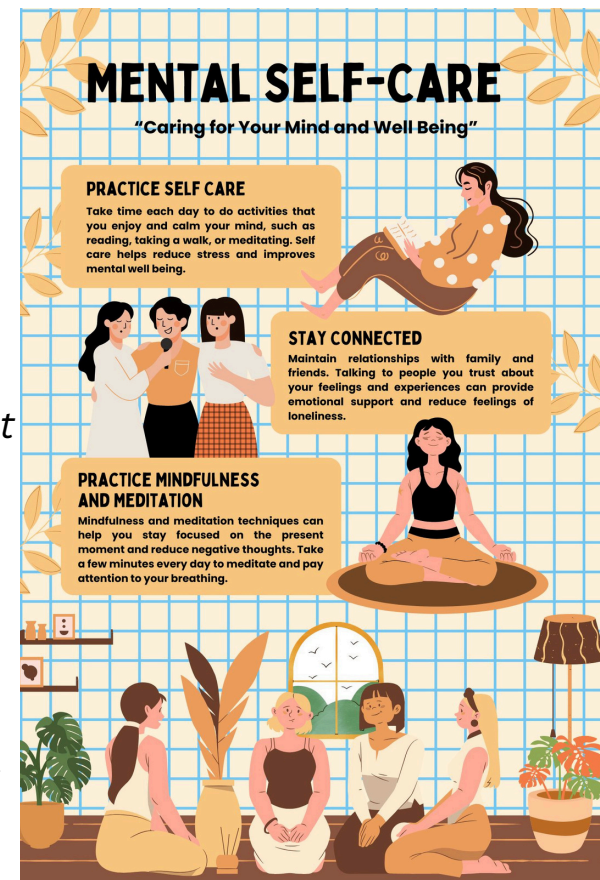 MENTAL SELF-CARE
“Caring for Your Mind and Well Being”
PRACTICE SELF CARE
Take time each day to do activities that
you enjoy and calm your mind, such as
reading, taking a walk, or meditating. Self
care helps reduce stress and improves
mental well being.
STAY CONNECTED
Maintain relationships with family and
friends. Talking to people you trust about
your feelings and experiences can provide
emotional support and reduce feelings of
loneliness.
t
PRACTICE MINDFULNESS
AND MEDITATION
Mindfulness and meditation techniques can
help you stay focused on the present
moment and reduce negative thoughts. Take
a few minutes every day to meditate and pay
attention to your breathing.